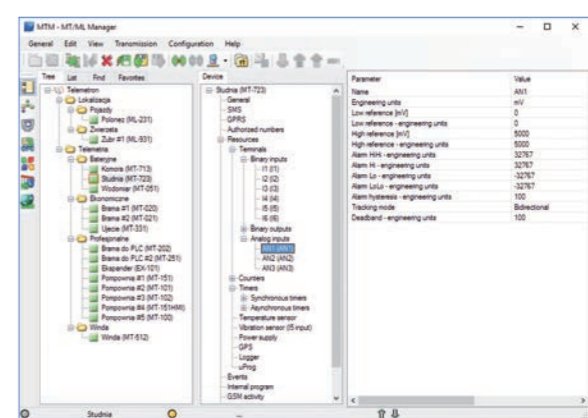 MTM - MT/ML Manager
General Edit View Transmission Configuration Help
Tree List Find Favorites
Telemetron
Lokalizacja
Pojazdy
Polonez (ML-231)
Zwierzeta
Zubr #1 (ML-931)
Telemetria
Bateryjne
Komora (MT-713)
Studnia (MT-723)
Wodomiar (MT-051)
Ekonomiczne
Brama #1 (MT-020)
Brama #2 (MT-021)
Ujecie (MT-331)
Profesjonalne
Brama do PLC (MT-202)
Brama do PLC #2 (MT-251)
Ekspander (EX-101)
Pompownia #1 (MT-151)
Pompownia #2 (MT-101)
Pompownia #3 (MT-102)
Pompownia #4 (MT-151HMI)
Pompownia #5 (MT-100)
Winda
Winda (MT-512)
Device
Studnia (MT-723)
General
SMS
GPRS
Authorized numbers
Resources
Terminals
Binary inputs
I1 (I1)
I2 (I2)
I3 (I3)
I4 (I4)
I5 (I5)
I6 (I6)
Binary outputs
Analog inputs
AN1 (AN1)
AN2 (AN2)
AN3 (AN3)
Counters
Timers
Synchronous timers
Asynchronous timers
Temperature sensor
Vibration sensor (I5 input)
Power supply
GPS
Logger
uProg
Events
Internal program
GSM activity
Parameter Value
Name AN1
Engineering units mV
Low reference [mV] 0
Low reference - engineering units 0
High reference [mV] 5000
High reference - engineering units 5000
Alarm HiHi - engineering units 32767
Alarm Hi - engineering units 32767
Alarm Lo - engineering units -32767
Alarm LoLo - engineering units -32767
Alarm hysteresis - engineering units 100
Tracking mode Bidirectional
Deadband - engineering units 100
Studnia ...